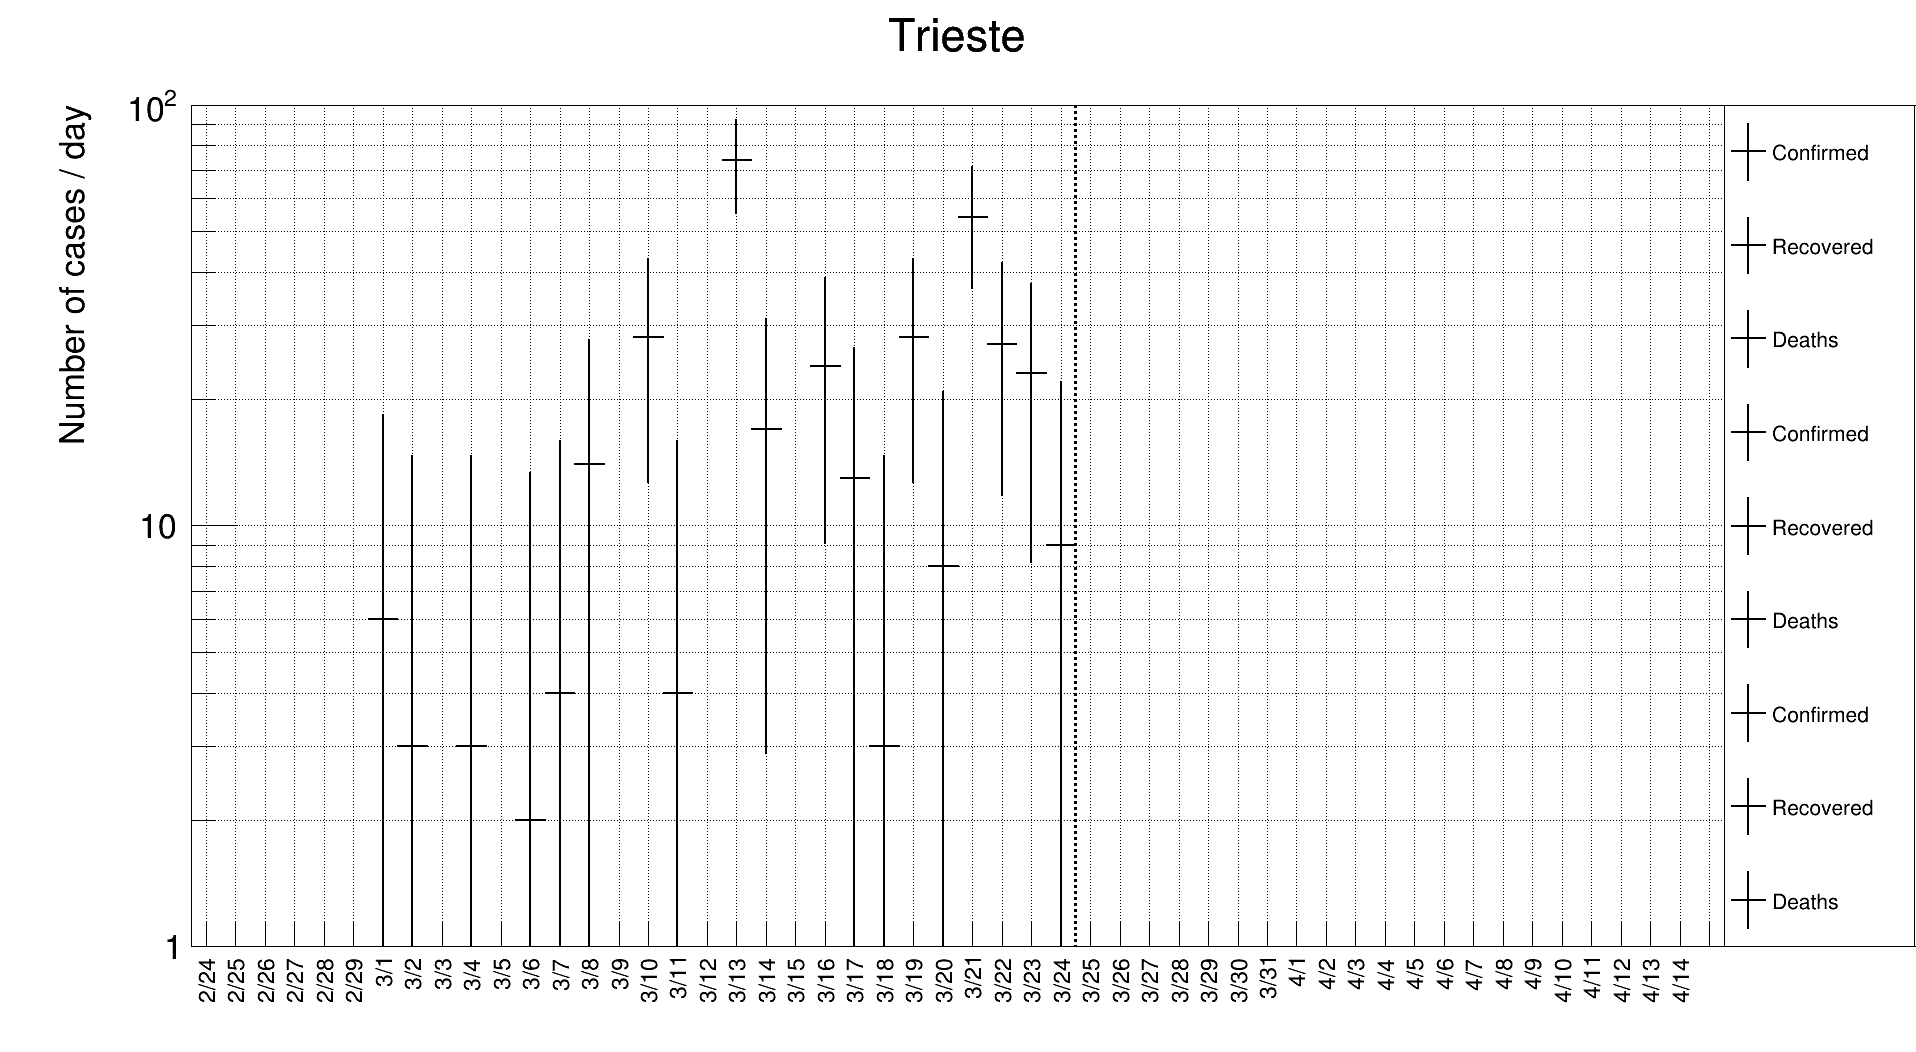 Trieste
Number of cases / day
10²
10
1
2/24 2/25 2/26 2/27 2/28 2/29 3/1 3/2 3/3 3/4 3/5 3/6 3/7 3/8 3/9 3/10 3/11 3/12 3/13 3/14 3/15 3/16 3/17 3/18 3/19 3/20 3/21 3/22 3/23 3/24 3/25 3/26 3/27 3/28 3/29 3/30 3/31 4/1 4/2 4/3 4/4 4/5 4/6 4/7 4/8 4/9 4/10 4/11 4/12 4/13 4/14
Confirmed
Recovered
Deaths
Confirmed
Recovered
Deaths
Confirmed
Recovered
Deaths